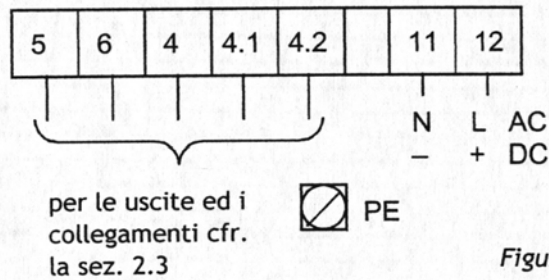 5 6 4 4.1 4.2 11 12
N L AC
– + DC
per le uscite ed i
collegamenti cfr.
la sez. 2.3
PE
Figu